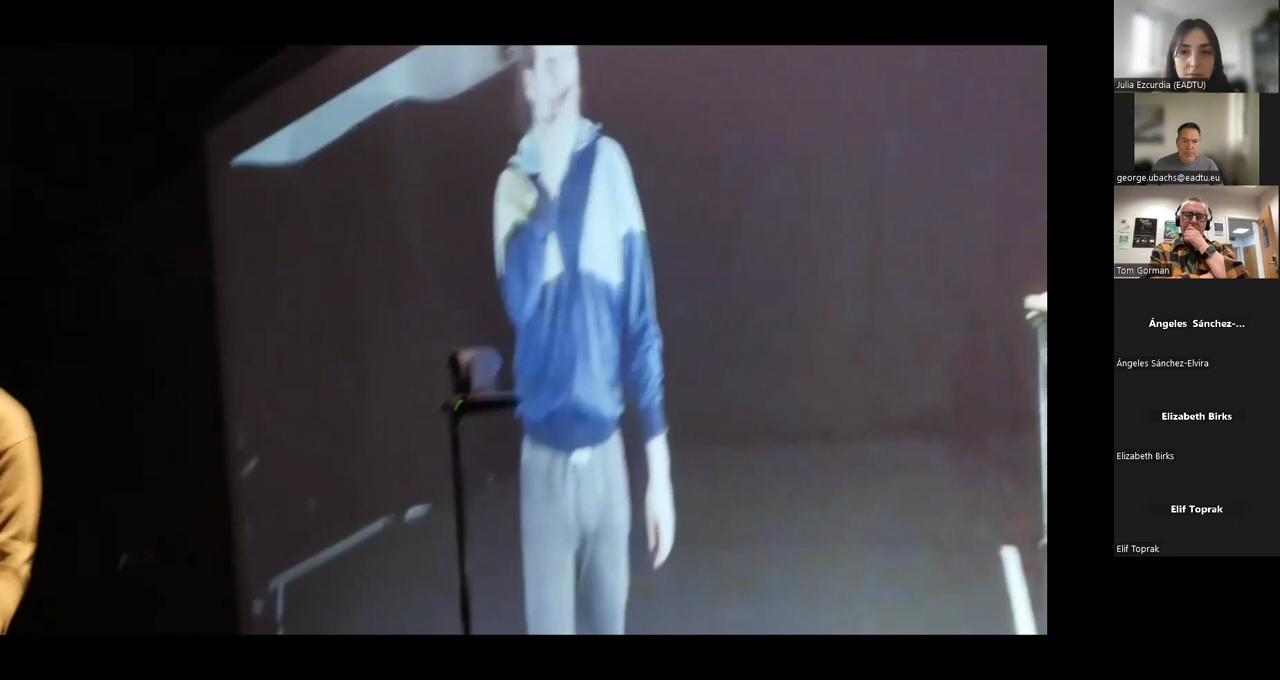 Julia Ezcurdia (EADTU)
george.ubachs@eadtu.eu
Tom Gorman
Ángeles Sánchez-...
Ángeles Sánchez-Elvira
Elizabeth Birks
Elizabeth Birks
Elif Toprak
Elif Toprak